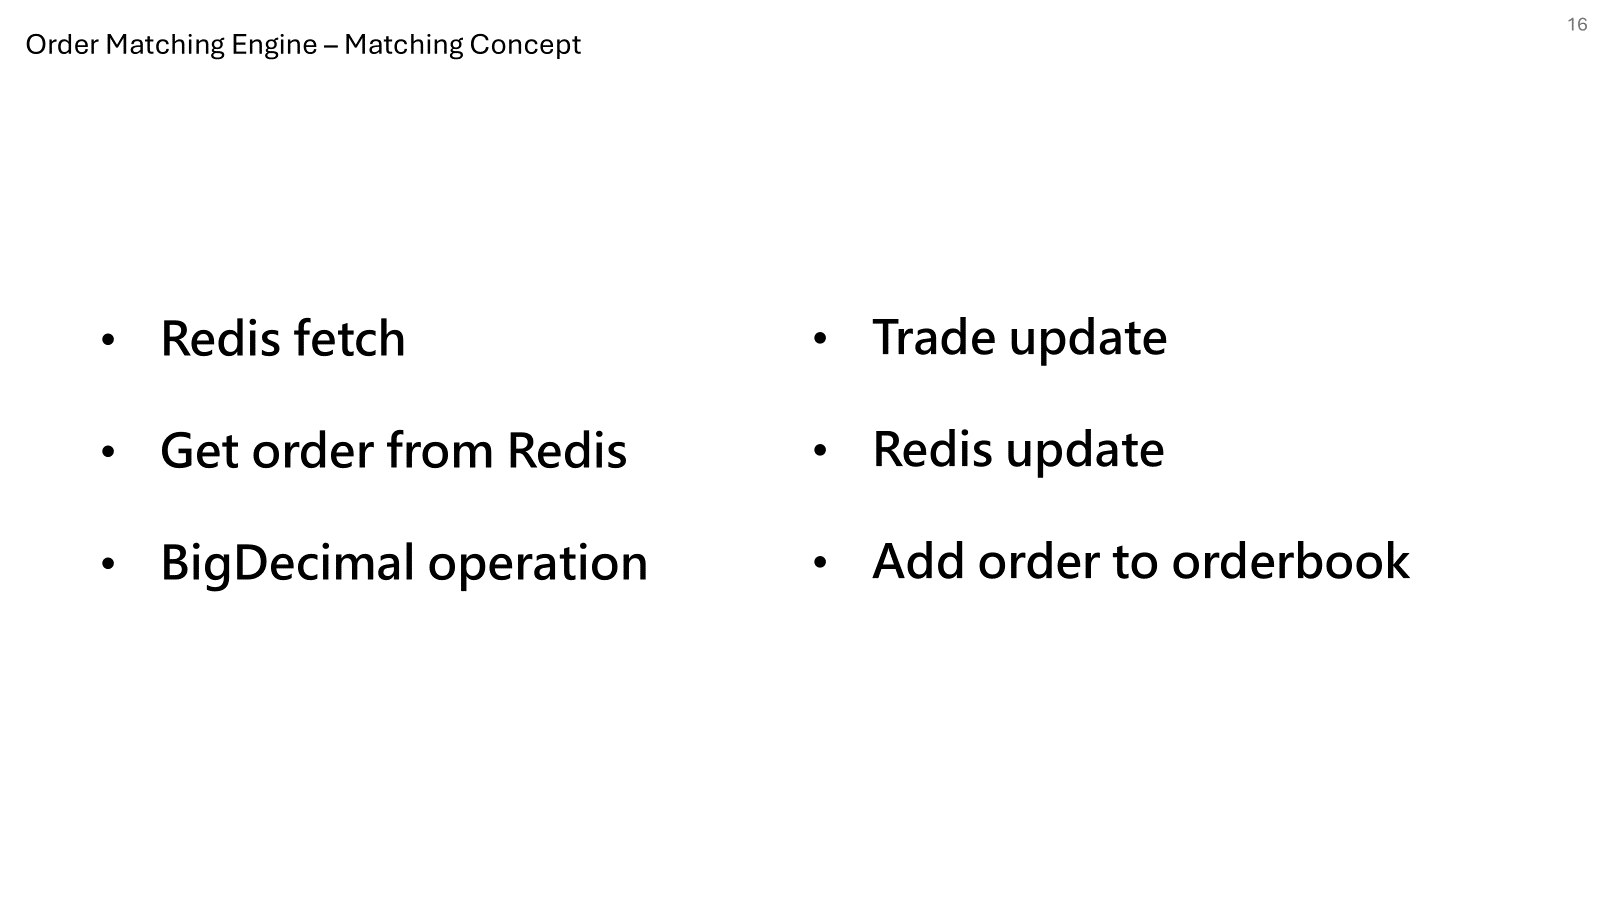 Order Matching Engine – Matching Concept
16
• Redis fetch
• Get order from Redis
• BigDecimal operation
• Trade update
• Redis update
• Add order to orderbook